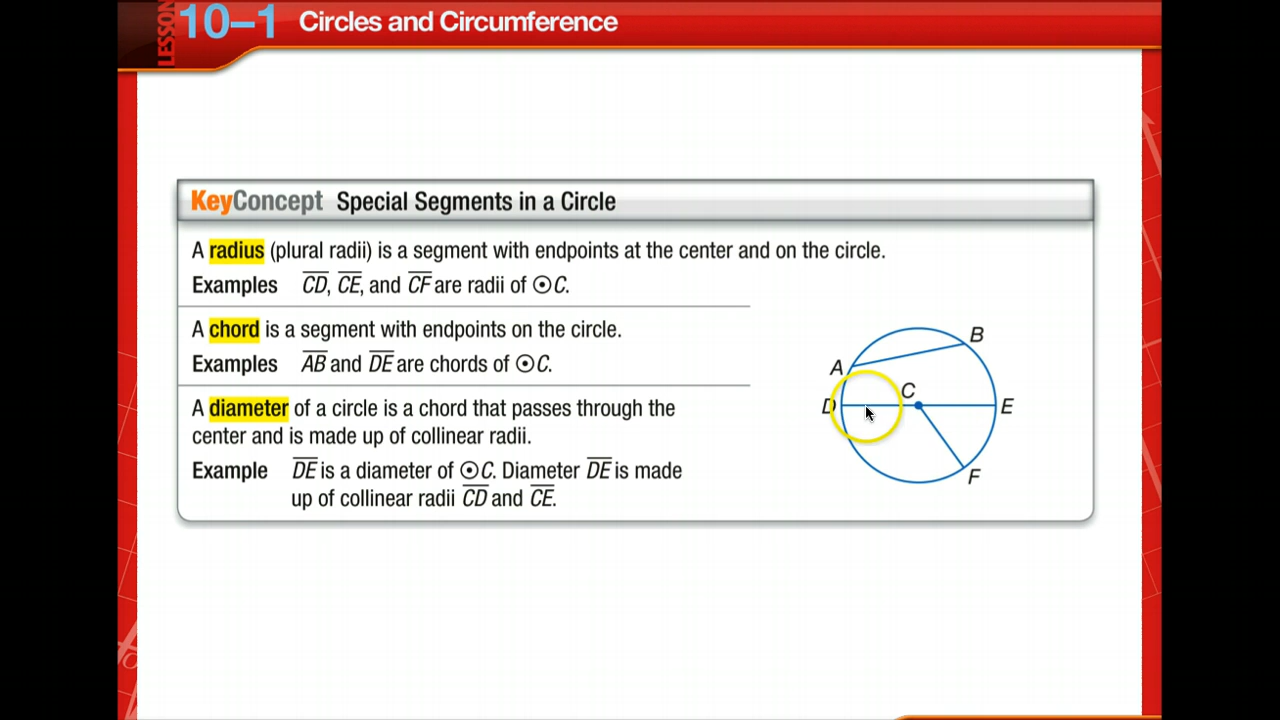 LESSON 10–1 Circles and Circumference
KeyConcept Special Segments in a Circle
A radius (plural radii) is a segment with endpoints at the center and on the circle.
Examples CD, CE, and CF are radii of ⊙C.
A chord is a segment with endpoints on the circle.
Examples AB and DE are chords of ⊙C.
A diameter of a circle is a chord that passes through the
center and is made up of collinear radii.
Example DE is a diameter of ⊙C. Diameter DE is made
up of collinear radii CD and CE.
B
A
C
D
E
F